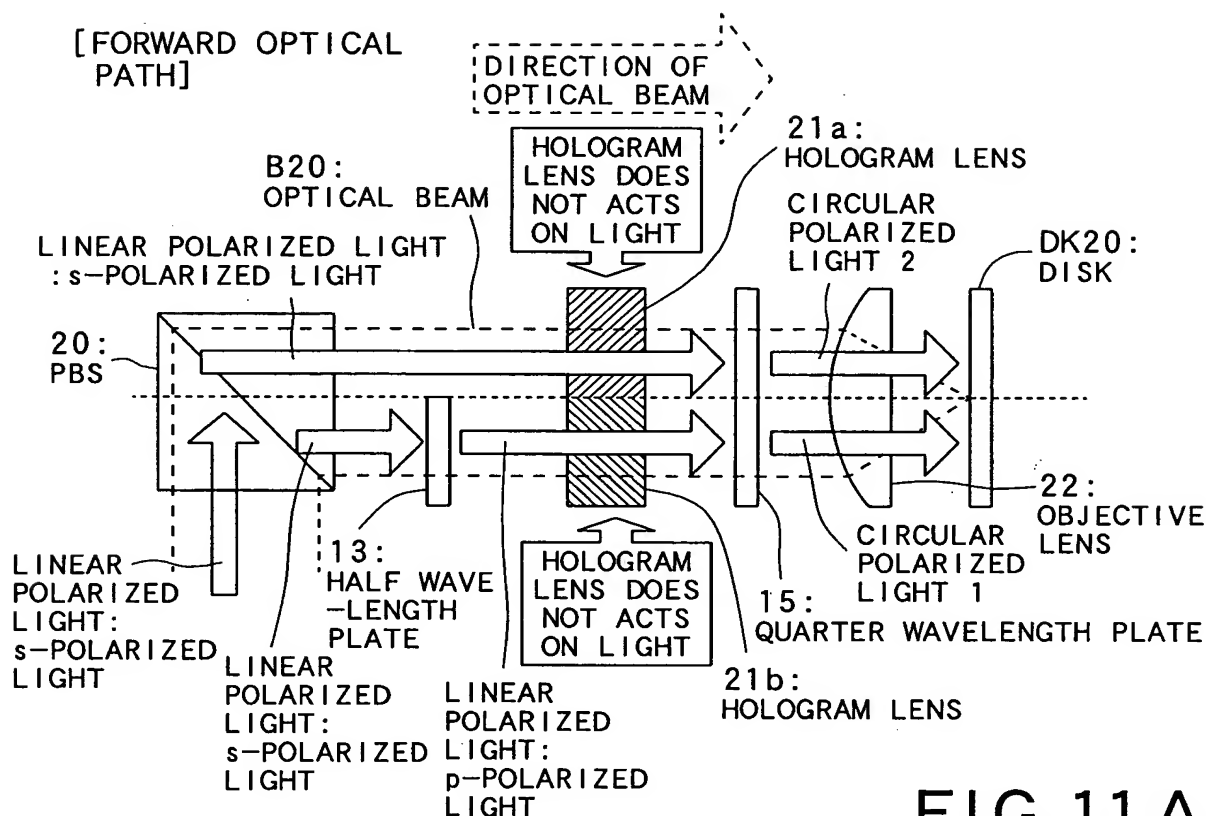 [FORWARD OPTICAL
PATH]
DIRECTION OF
OPTICAL BEAM
HOLOGRAM
LENS DOES
NOT ACTS
ON LIGHT
21a:
HOLOGRAM LENS
B20:
OPTICAL BEAM
CIRCULAR
POLARIZED
LIGHT 2
DK20:
DISK
LINEAR POLARIZED LIGHT
:s-POLARIZED LIGHT
20:
PBS
22:
OBJECTIVE
LENS
CIRCULAR
POLARIZED
LIGHT 1
13:
HALF WAVE
-LENGTH
PLATE
HOLOGRAM
LENS DOES
NOT ACTS
ON LIGHT
15:
QUARTER WAVELENGTH PLATE
LINEAR
POLARIZED
LIGHT:
s-POLARIZED
LIGHT
LINEAR
POLARIZED
LIGHT:
s-POLARIZED
LIGHT
LINEAR
POLARIZED
LIGHT:
p-POLARIZED
LIGHT
21b:
HOLOGRAM LENS
FIG.11A